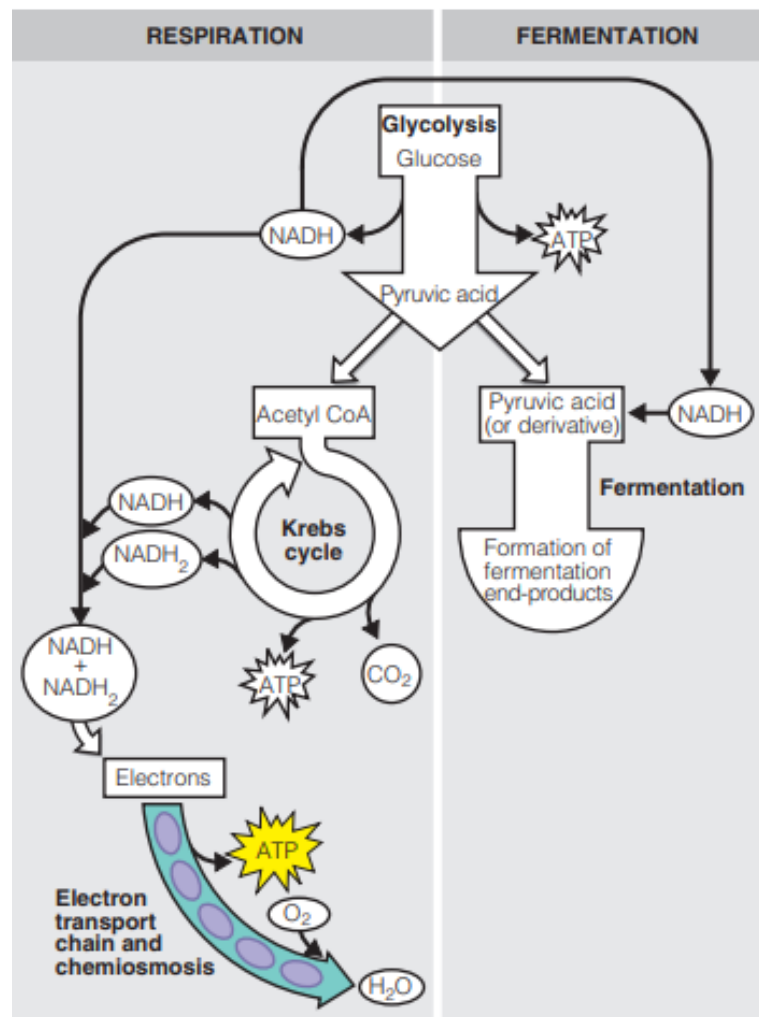 RESPIRATION
FERMENTATION
Glycolysis
Glucose
NADH
ATP
Pyruvic acid
Acetyl CoA
Pyruvic acid
(or derivative)
NADH
NADH
Fermentation
Krebs
cycle
NADH₂
Formation of
fermentation
end-products
NADH
+
NADH₂
ATP
CO₂
Electrons
ATP
Electron
transport
chain and
chemiosmosis
O₂
H₂O